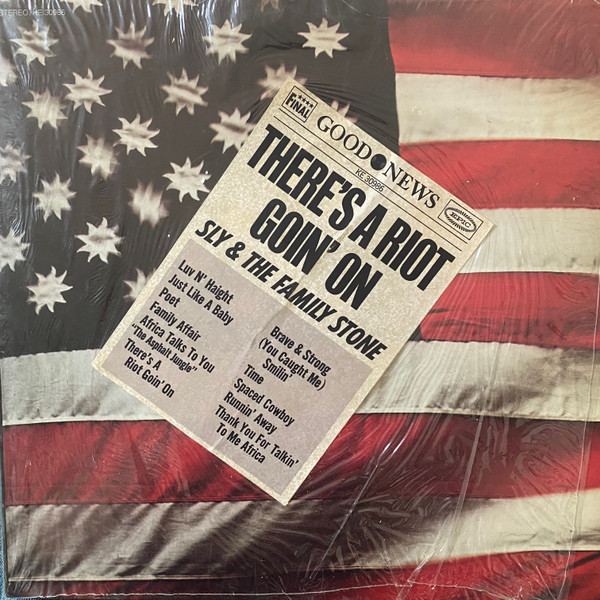 STEREO/KE 30986
FINAL
GOOD NEWS
KE 30986
EPIC
THERE'S A RIOT
GOIN' ON
SLY & THE FAMILY STONE
Luv N' Haight
Just Like A Baby
Poet
Family Affair
Africa Talks To You
"The Asphalt Jungle"
There's A
Riot Goin' On
Brave & Strong
(You Caught Me)
Smilin'
Time
Spaced Cowboy
Runnin' Away
Thank You For Talkin'
To Me Africa